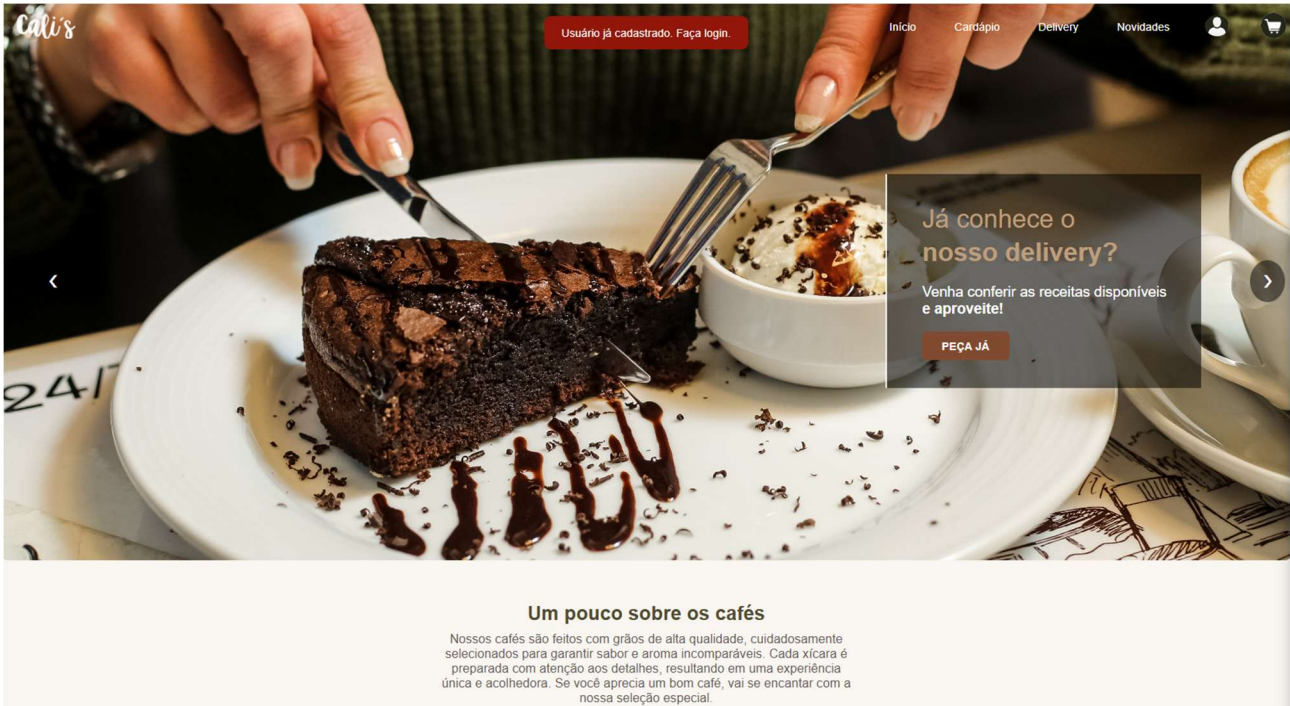 Cali´s
Usuário já cadastrado. Faça login.
Início Cardápio Delivery Novidades
Já conhece o
nosso delivery?
Venha conferir as receitas disponíveis
e aproveite!
PEÇA JÁ
24/7
Um pouco sobre os cafés
Nossos cafés são feitos com grãos de alta qualidade, cuidadosamente
selecionados para garantir sabor e aroma incomparáveis. Cada xícara é
preparada com atenção aos detalhes, resultando em uma experiência
única e acolhedora. Se você aprecia um bom café, vai se encantar com a
nossa seleção especial.